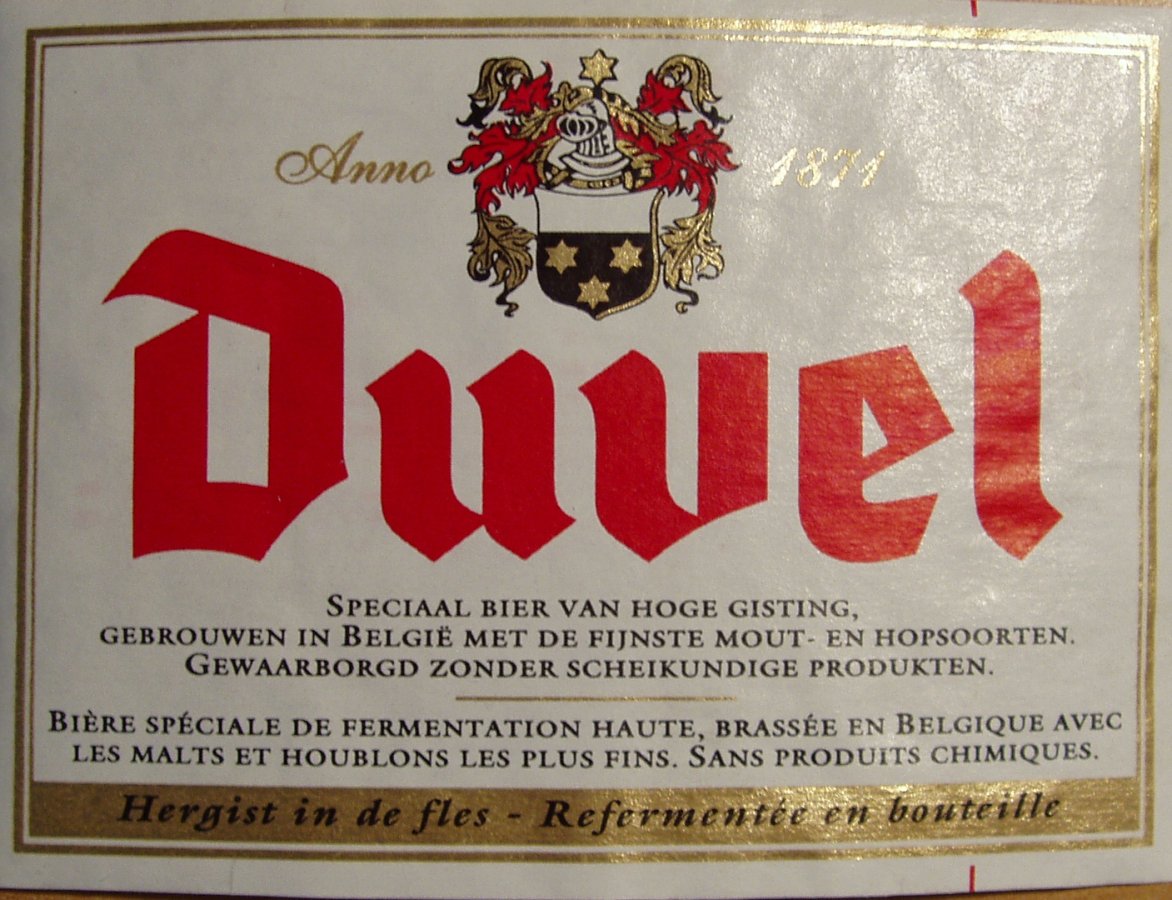 Anno 1871
Duvel
SPECIAAL BIER VAN HOGE GISTING,
GEBROUWEN IN BELGIË MET DE FIJNSTE MOUT- EN HOPSOORTEN.
GEWAARBORGD ZONDER SCHEIKUNDIGE PRODUKTEN.
BIÈRE SPÉCIALE DE FERMENTATION HAUTE, BRASSÉE EN BELGIQUE AVEC
LES MALTS ET HOUBLONS LES PLUS FINS. SANS PRODUITS CHIMIQUES.
Hergist in de fles - Refermentée en bouteille